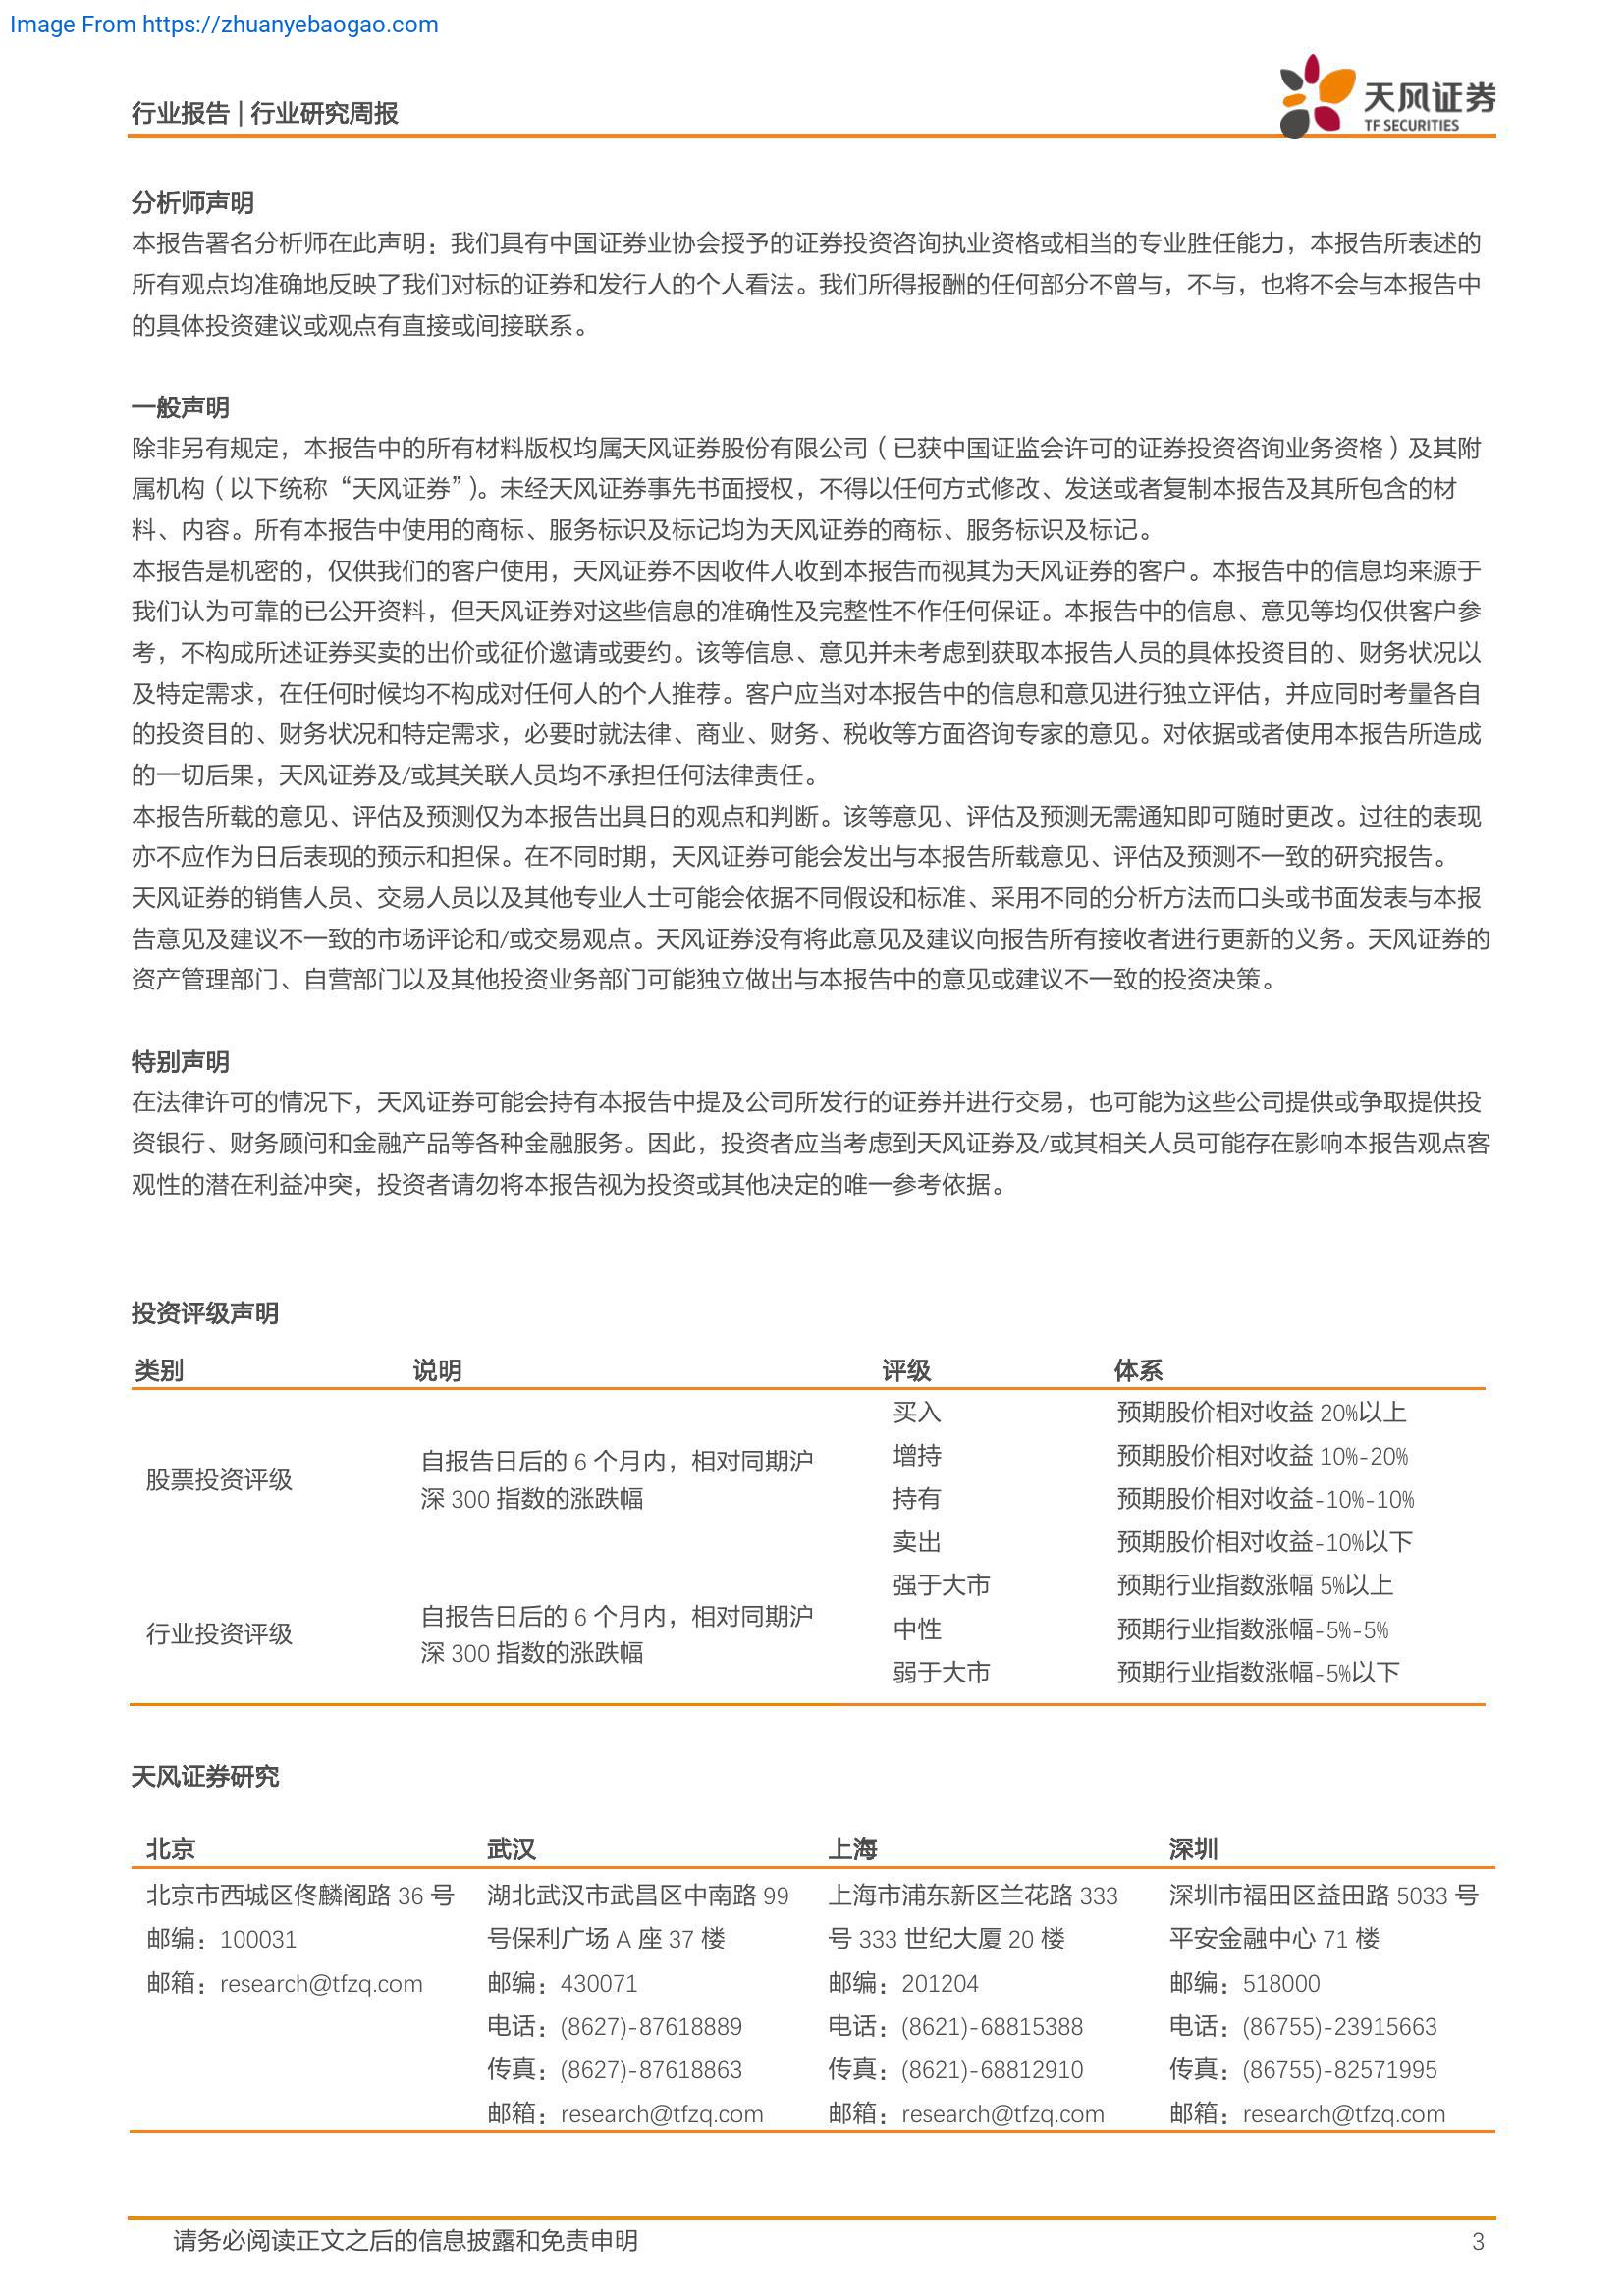 Image From https://zhuanyebaogao.com
行业报告 | 行业研究周报
天风证券
TF SECURITIES
分析师声明
本报告署名分析师在此声明：我们具有中国证券业协会授予的证券投资咨询执业资格或相当的专业胜任能力，本报告所表述的
所有观点均准确地反映了我们对标的证券和发行人的个人看法。我们所得报酬的任何部分不曾与，不与，也将不会与本报告中
的具体投资建议或观点有直接或间接联系。
一般声明
除非另有规定，本报告中的所有材料版权均属天风证券股份有限公司（已获中国证监会许可的证券投资咨询业务资格）及其附
属机构（以下统称“天风证券”）。未经天风证券事先书面授权，不得以任何方式修改、发送或者复制本报告及其所包含的材
料、内容。所有本报告中使用的商标、服务标识及标记均为天风证券的商标、服务标识及标记。
本报告是机密的，仅供我们的客户使用，天风证券不因收件人收到本报告而视其为天风证券的客户。本报告中的信息均来源于
我们认为可靠的已公开资料，但天风证券对这些信息的准确性及完整性不作任何保证。本报告中的信息、意见等均仅供客户参
考，不构成所述证券买卖的出价或征价邀请或要约。该等信息、意见并未考虑到获取本报告人员的具体投资目的、财务状况以
及特定需求，在任何时候均不构成对任何人的个人推荐。客户应当对本报告中的信息和意见进行独立评估，并应同时考量各自
的投资目的、财务状况和特定需求，必要时就法律、商业、财务、税收等方面咨询专家的意见。对依据或者使用本报告所造成
的一切后果，天风证券及/或其关联人员均不承担任何法律责任。
本报告所载的意见、评估及预测仅为本报告出具日的观点和判断。该等意见、评估及预测无需通知即可随时更改。过往的表现
亦不应作为日后表现的预示和担保。在不同时期，天风证券可能会发出与本报告所载意见、评估及预测不一致的研究报告。
天风证券的销售人员、交易人员以及其他专业人士可能会依据不同假设和标准、采用不同的分析方法而口头或书面发表与本报
告意见及建议不一致的市场评论和/或交易观点。天风证券没有将此意见及建议向报告所有接收者进行更新的义务。天风证券的
资产管理部门、自营部门以及其他投资业务部门可能独立做出与本报告中的意见或建议不一致的投资决策。
特别声明
在法律许可的情况下，天风证券可能会持有本报告中提及公司所发行的证券并进行交易，也可能为这些公司提供或争取提供投
资银行、财务顾问和金融产品等各种金融服务。因此，投资者应当考虑到天风证券及/或其相关人员可能存在影响本报告观点客
观性的潜在利益冲突，投资者请勿将本报告视为投资或其他决定的唯一参考依据。
投资评级声明
类别 说明 评级 体系
股票投资评级
自报告日后的 6 个月内，相对同期沪
深 300 指数的涨跌幅
买入 预期股价相对收益 20%以上
增持 预期股价相对收益 10%-20%
持有 预期股价相对收益-10%-10%
卖出 预期股价相对收益-10%以下
行业投资评级
自报告日后的 6 个月内，相对同期沪
深 300 指数的涨跌幅
强于大市 预期行业指数涨幅 5%以上
中性 预期行业指数涨幅-5%-5%
弱于大市 预期行业指数涨幅-5%以下
天风证券研究
北京 武汉 上海 深圳
北京市西城区佟麟阁路 36 号 湖北武汉市武昌区中南路 99 上海市浦东新区兰花路 333 深圳市福田区益田路 5033 号
邮编：100031 号保利广场 A 座 37 楼 号 333 世纪大厦 20 楼 平安金融中心 71 楼
邮箱：research@tfzq.com 邮编：430071 邮编：201204 邮编：518000
电话：(8627)-87618889 电话：(8621)-68815388 电话：(86755)-23915663
传真：(8627)-87618863 传真：(8621)-68812910 传真：(86755)-82571995
邮箱：research@tfzq.com 邮箱：research@tfzq.com 邮箱：research@tfzq.com
请务必阅读正文之后的信息披露和免责申明 3